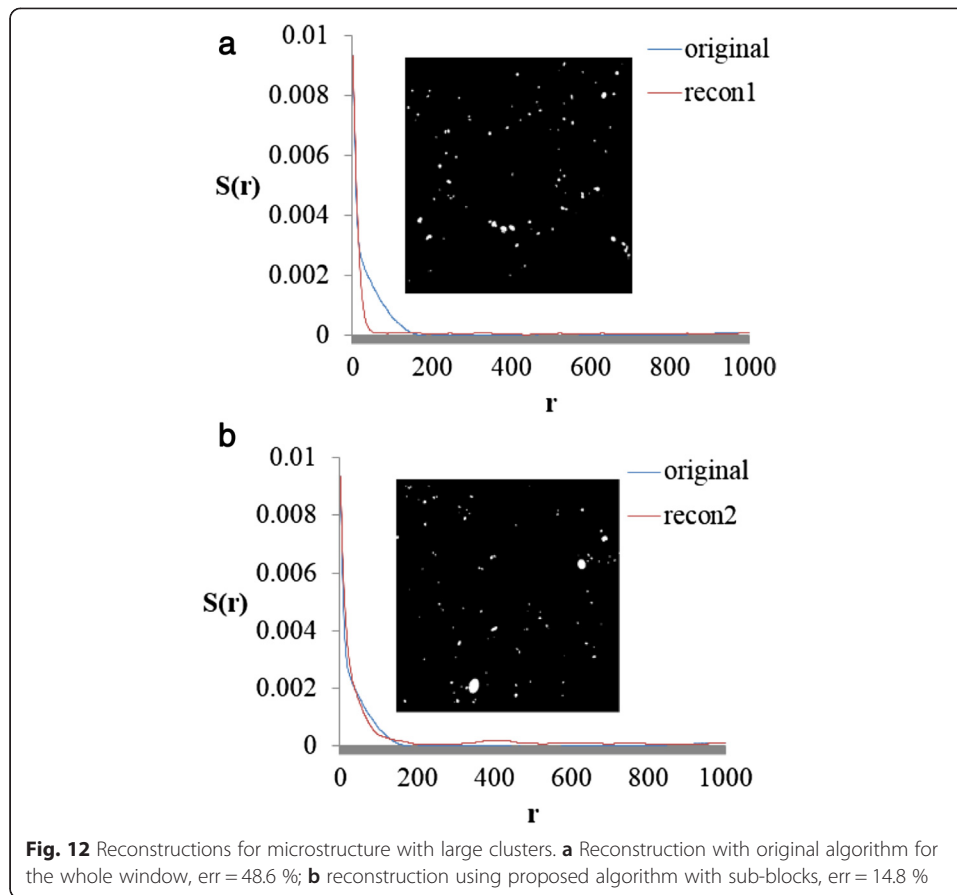 a
0.01
0.008
0.006
S(r)
0.004
0.002
0
original
recon1
0 200 400 600 800 1000
r
b
0.01
0.008
0.006
S(r)
0.004
0.002
0
original
recon2
0 200 400 600 800 1000
r
Fig. 12 Reconstructions for microstructure with large clusters. a Reconstruction with original algorithm for
the whole window, err = 48.6 %; b reconstruction using proposed algorithm with sub-blocks, err = 14.8 %